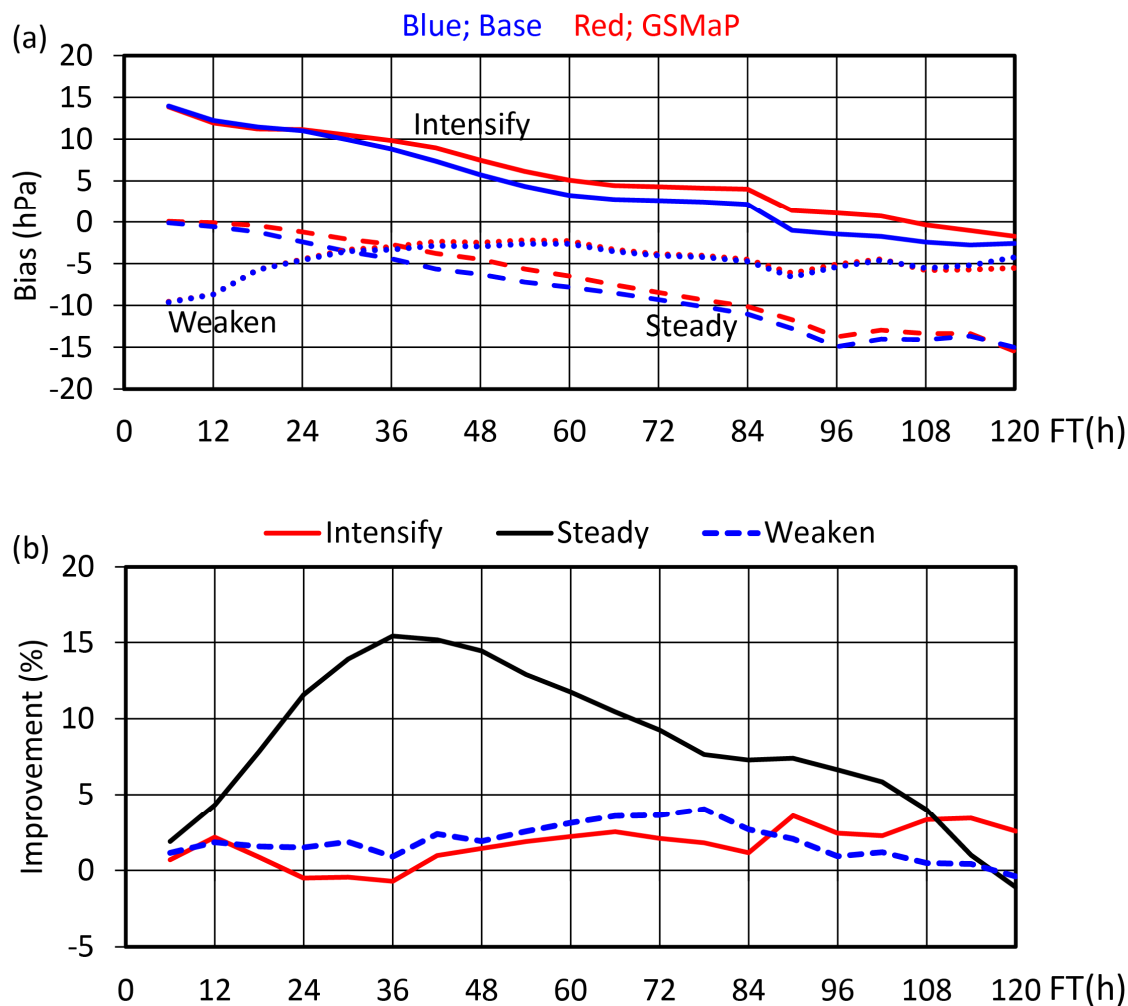 (a)
Blue; Base Red; GSMaP
20
15
10
5
0
-5
-10
-15
-20
Bias (hPa)
Intensify
Weaken
Steady
0 12 24 36 48 60 72 84 96 108 120 FT(h)
(b)
Intensify Steady Weaken
20
15
10
5
0
-5
Improvement (%)
0 12 24 36 48 60 72 84 96 108 120 FT(h)